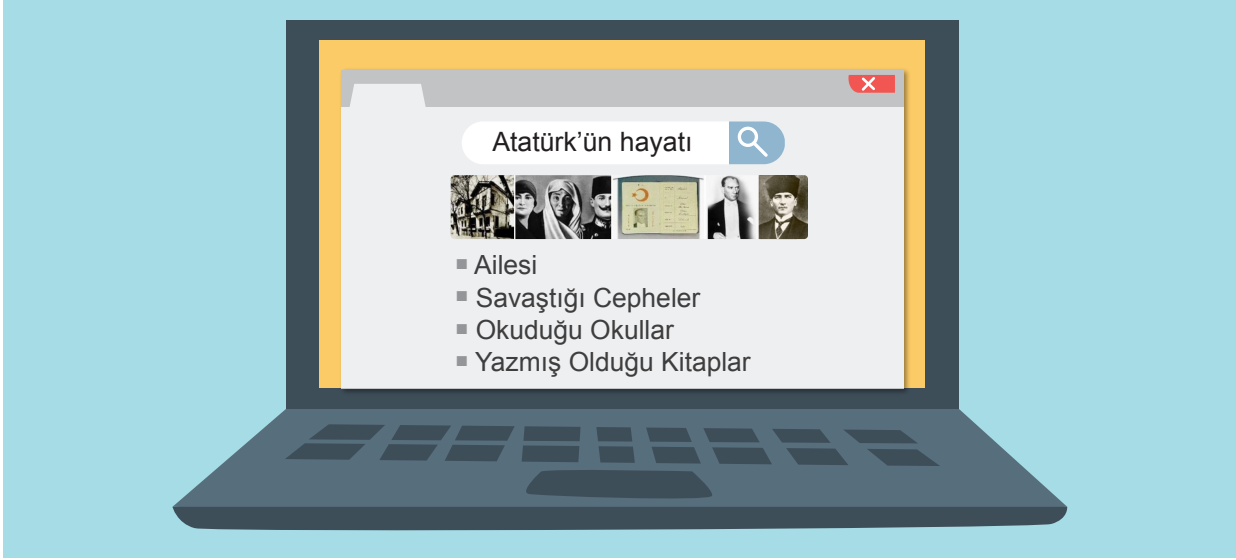 Atatürk’ün hayatı
Ailesi
Savaştığı Cepheler
Okuduğu Okullar
Yazmış Olduğu Kitaplar